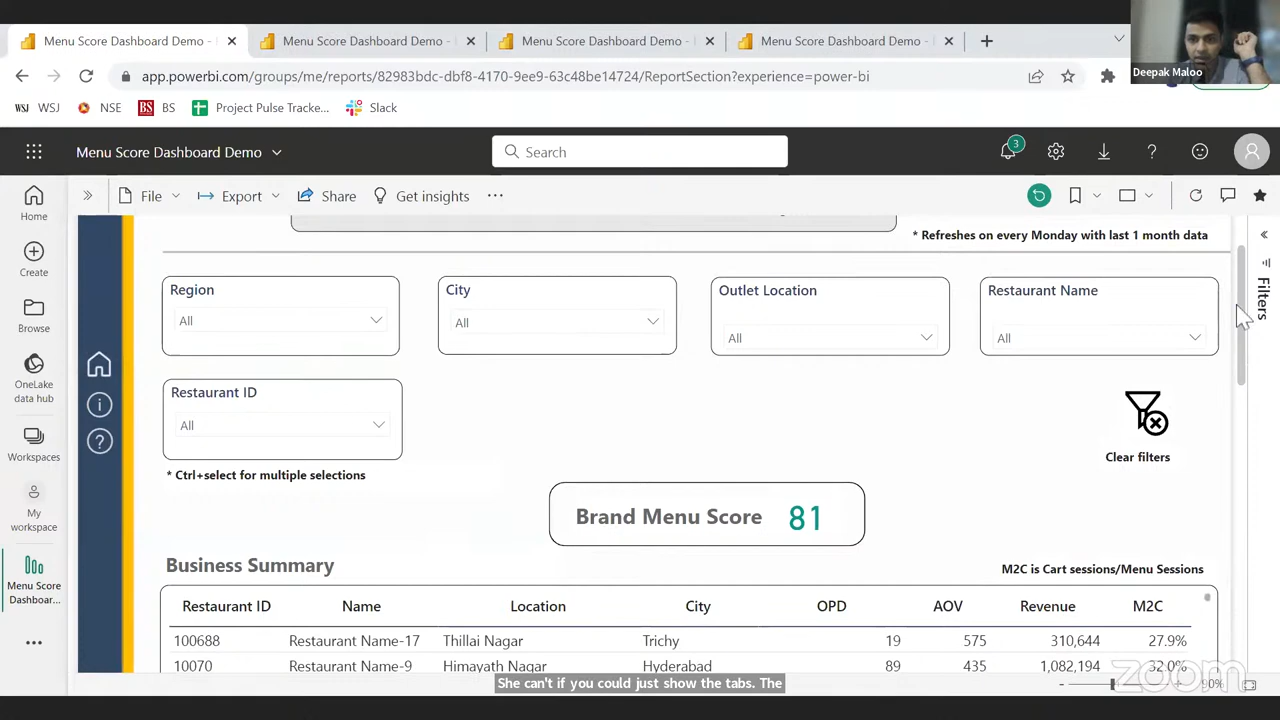 Menu Score Dashboard Demo -
Menu Score Dashboard Demo -
Menu Score Dashboard Demo -
Menu Score Dashboard Demo -
Deepak Maloo
app.powerbi.com/groups/me/reports/82983bdc-dbf8-4170-9ee9-63c48be14724/ReportSection?experience=power-bi
WSJ WSJ NSE BS BS Project Pulse Tracke... Slack
Menu Score Dashboard Demo
Search
3
File Export Share Get insights
Home
Create
Browse
OneLake
data hub
Workspaces
My
workspace
Menu Score
Dashboar...
Filters
* Refreshes on every Monday with last 1 month data
Region City Outlet Location Restaurant Name
All All All All
Restaurant ID
All
Clear filters
* Ctrl+select for multiple selections
Brand Menu Score 81
Business Summary
M2C is Cart sessions/Menu Sessions
Restaurant ID Name Location City OPD AOV Revenue M2C
100688 Restaurant Name-17 Thillai Nagar Trichy 19 575 310,644 27.9%
10070 Restaurant Name-9 Himayath Nagar Hyderabad 89 435 1,082,194 32.0%
She can't if you could just show the tabs. The
zoom
90%